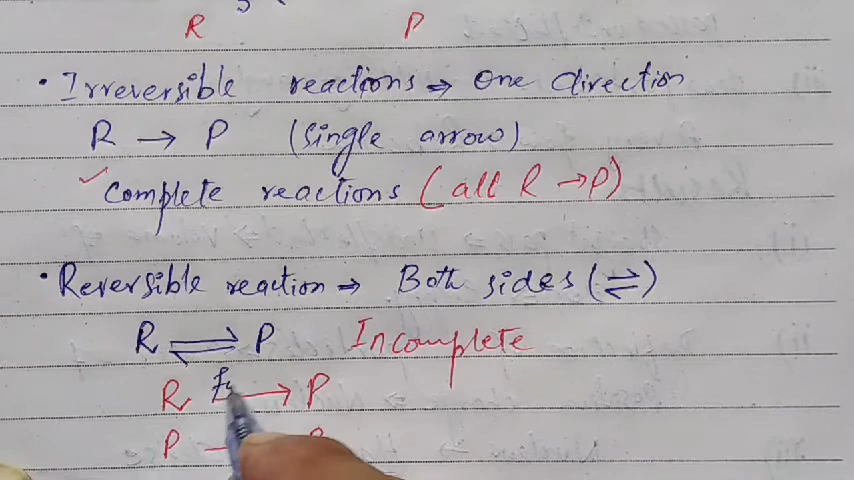 R P
• Irreversible reactions ⇒ One direction
R → P (single arrow)
✓ Complete reactions (all R → P)
• Reversible reaction ⇒ Both sides (⇌)
R ⇌ P Incomplete
R → P
P →